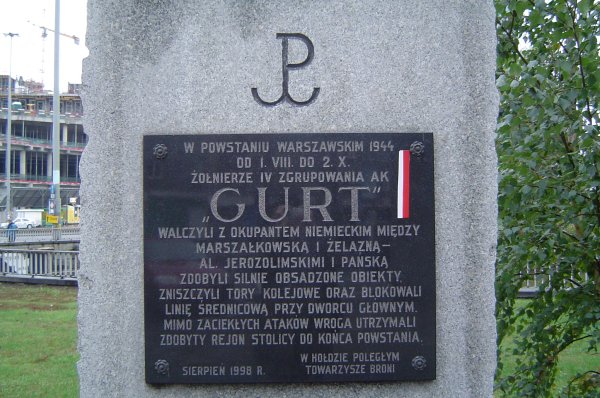 W POWSTANIU WARSZAWSKIM 1944
OD I. VIII. DO 2. X.
ŻOŁNIERZE IV ZGRUPOWANIA AK
„GURT"
WALCZYLI Z OKUPANTEM NIEMIECKIM MIĘDZY
MARSZAŁKOWSKĄ I ŻELAZNĄ—
AL. JEROZOLIMSKIMI I PAŃSKĄ
ZDOBYLI SILNIE OBSADZONE OBIEKTY,
ZNISZCZYLI TORY KOLEJOWE ORAZ BLOKOWALI
LINIĘ ŚREDNICOWĄ PRZY DWORCU GŁOWNYM.
MIMO ZACIEKŁYCH ATAKÓW WROGA UTRZYMALI
ZDOBYTY REJON STOLICY DO KOŃCA POWSTANIA.
W HOŁDZIE POLEGŁYM
SIERPIEŃ 1998 R. TOWARZYSZE BRONI